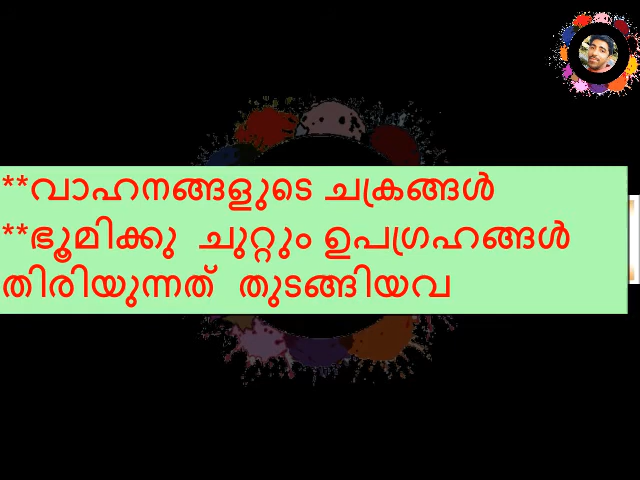 **വാഹനങ്ങളുടെ ചക്രങ്ങൾ
**ഭൂമിക്കു ചുറ്റും ഉപഗ്രഹങ്ങൾ
തിരിയുന്നത് തുടങ്ങിയവ